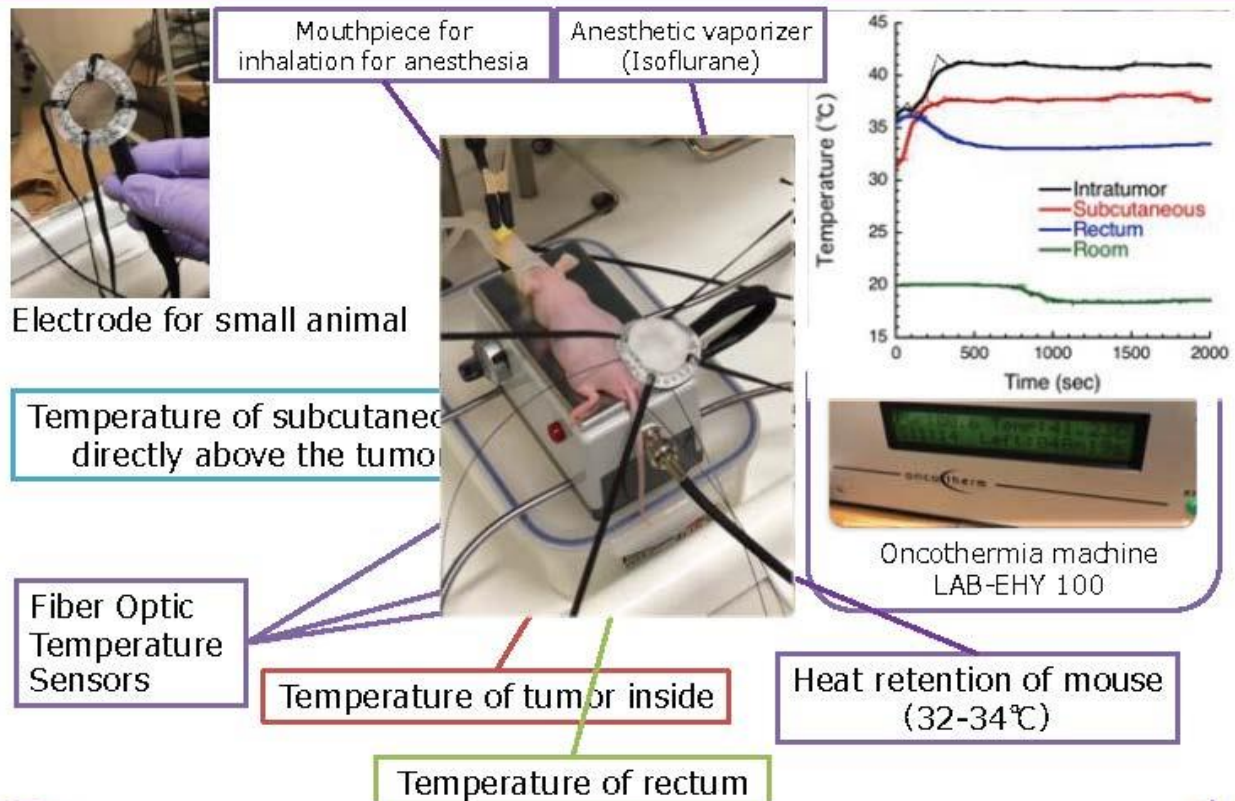 Mouthpiece for
inhalation for anesthesia
Anesthetic vaporizer
(Isoflurane)
45
40
35
30
25
20
15
Temperature (℃)
Intratumor
Subcutaneous
Rectum
Room
0
500
1000
1500
2000
Time (sec)
Electrode for small animal
Temperature of subcutaneo
directly above the tumor
oncotherm
Oncothermia machine
LAB-EHY 100
Fiber Optic
Temperature
Sensors
Temperature of tumor inside
Heat retention of mouse
(32-34℃)
Temperature of rectum